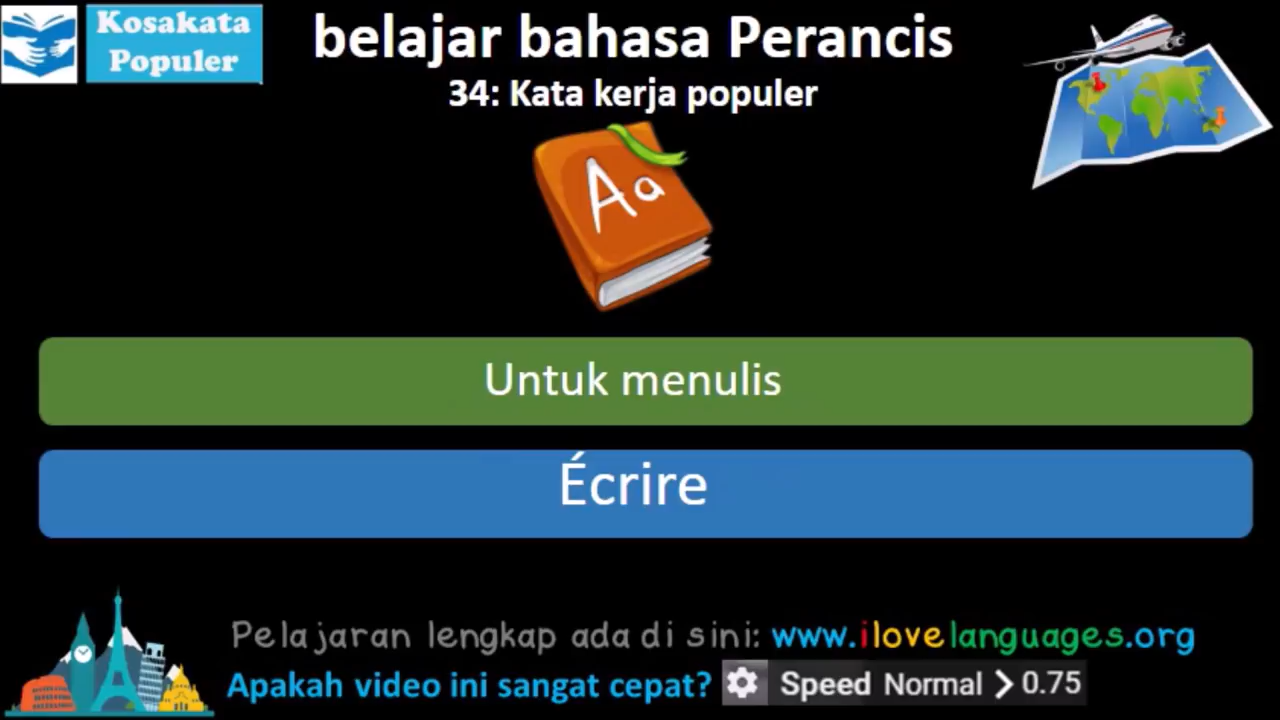 Kosakata
Populer
belajar bahasa Perancis
34: Kata kerja populer
Aa
Untuk menulis
Écrire
Pelajaran lengkap ada di sini: www.ilovelanguages.org
Apakah video ini sangat cepat? Speed Normal > 0.75